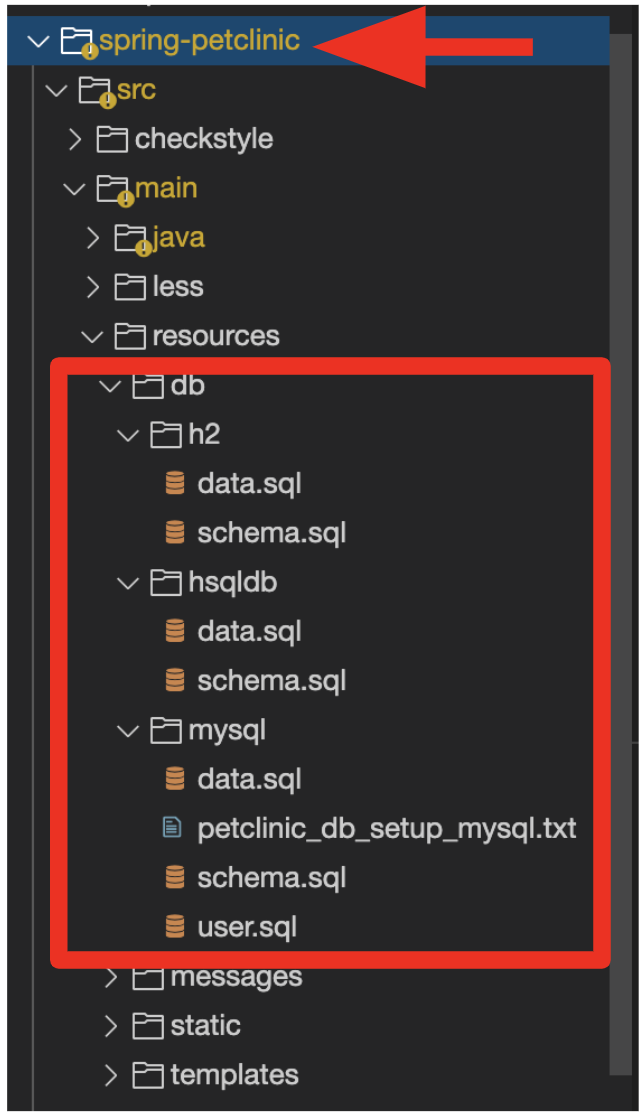 spring-petclinic
src
checkstyle
main
java
less
resources
db
h2
data.sql
schema.sql
hsqldb
data.sql
schema.sql
mysql
data.sql
petclinic_db_setup_mysql.txt
schema.sql
user.sql
messages
static
templates